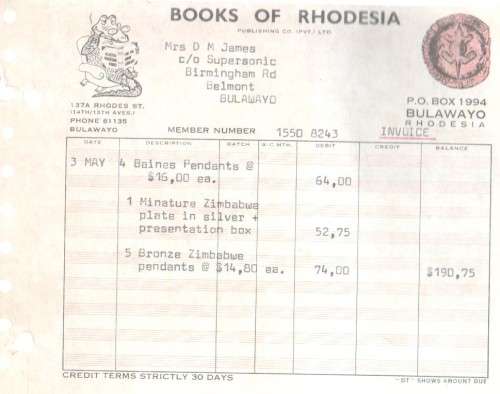 BOOKS OF RHODESIA
PUBLISHING CO. (PVT.) LTD.
Mrs D M James
c/o Supersonic
Birmingham Rd
Belmont
BULAWAYO
137A RHODES ST.
(14TH/15TH AVES.)
PHONE 61135
BULAWAYO
P.O. BOX 1994
BULAWAYO
RHODESIA
MEMBER NUMBER 1550 8243 INVOICE
DATE DESCRIPTION BATCH A.C. MTH. DEBIT CREDIT BALANCE
3 MAY 4 Baines Pendants @
$16,00 ea. 64,00
1 Minature Zimbabwe
plate in silver +
presentation box 52,75
5 Bronze Zimbabwe
pendants @ $14,80 ea. 74,00 $190,75
CREDIT TERMS STRICTLY 30 DAYS
"DT" SHOWS AMOUNT DUE